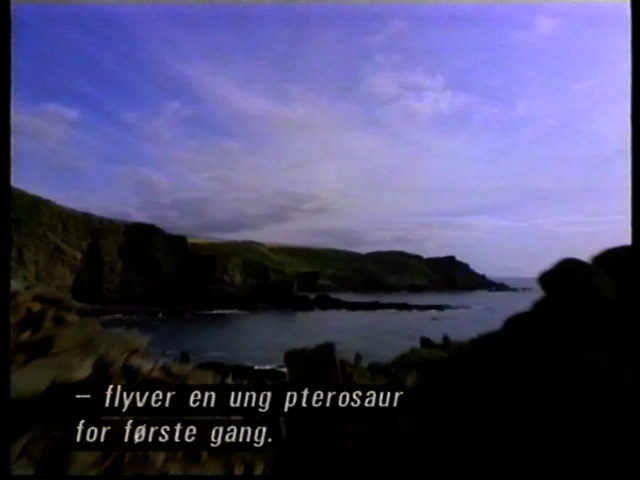 – flyver en ung pterosaur
for første gang.